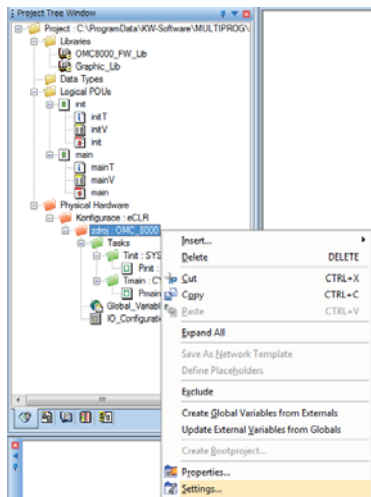 Project Tree Window
Project : C:\ProgramData\KW-Software\MULTIPROG\
Libraries
OMC8000_FW_Lib
Graphic_Lib
Data Types
Logical POUs
init
initT
initV
init
main
mainT
mainV
main
Physical Hardware
Konfigurace : eCLR
zdroj : OMC_8000
Tasks
Tinit : SYS
Pinit :
Tmain : CY
Pmain
Global_Variabl
IO_Configuratio
Insert...
Delete DELETE
Cut CTRL+X
Copy CTRL+C
Paste CTRL+V
Expand All
Save As Network Template
Define Placeholders
Exclude
Create Global Variables from Externals
Update External Variables from Globals
Create Bootproject...
Properties...
Settings...